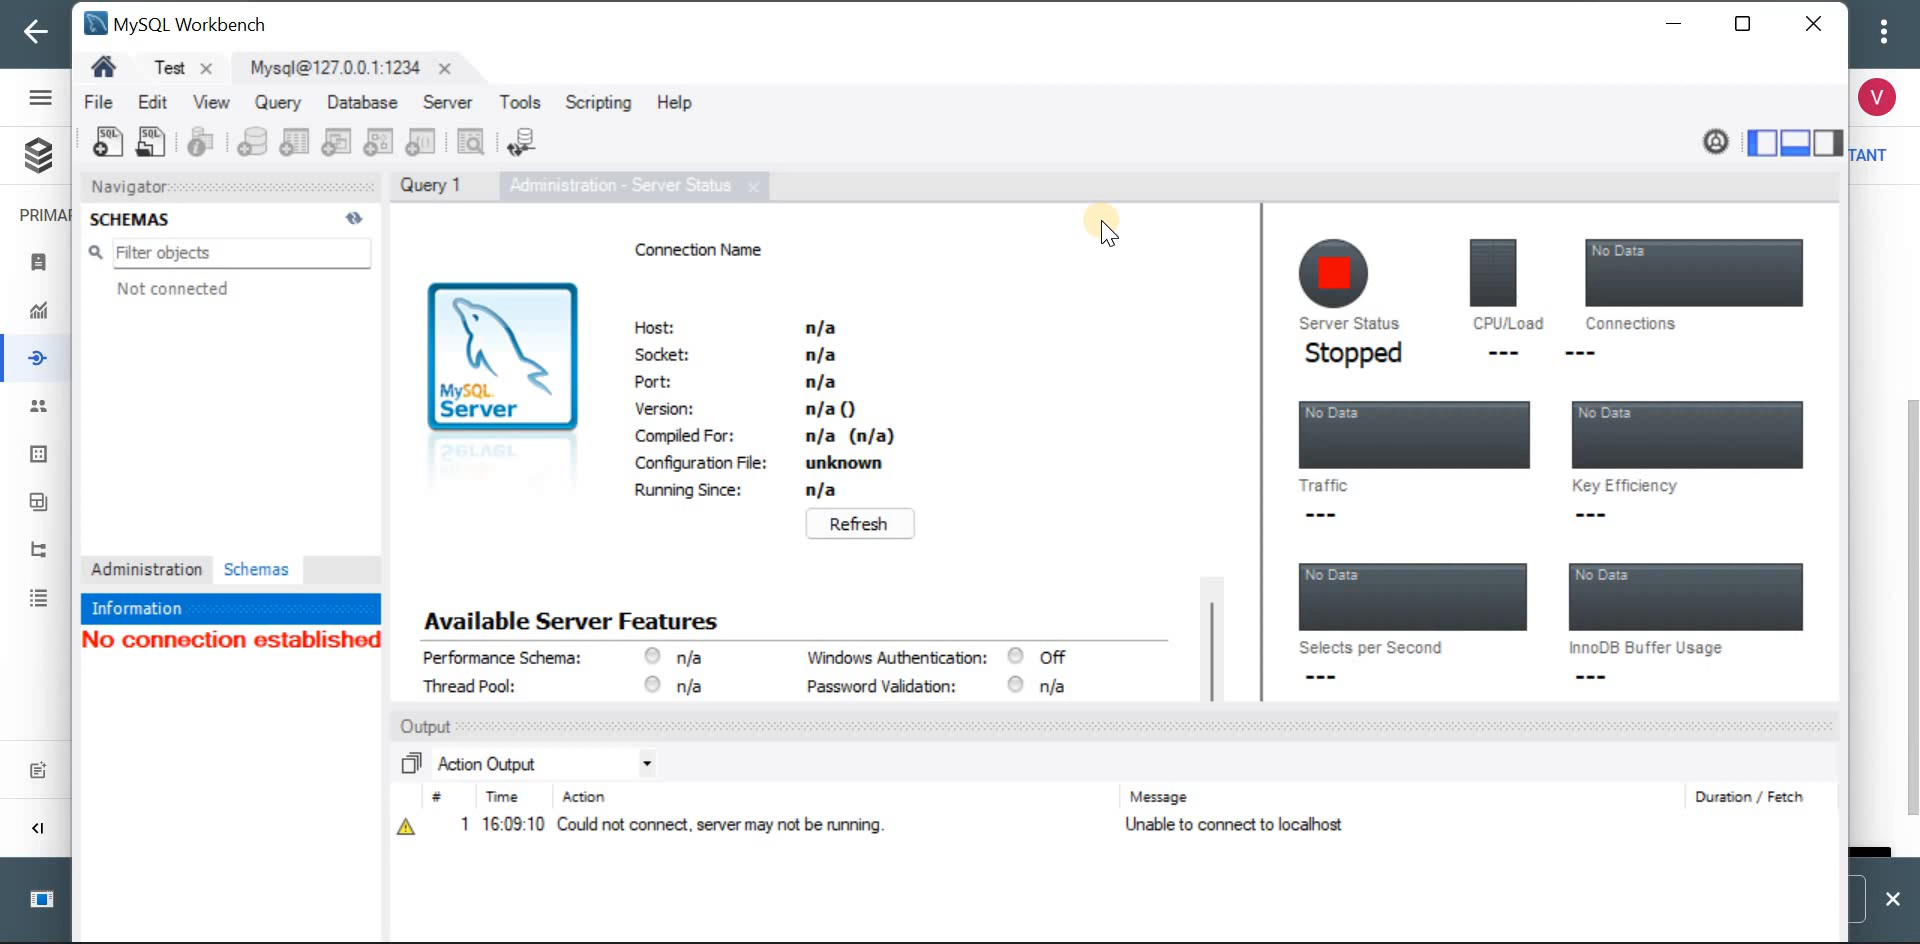 MySQL Workbench
Test
Mysql@127.0.0.1:1234
File Edit View Query Database Server Tools Scripting Help
V
TANT
Navigator
Query 1
Administration - Server Status
PRIMAR
SCHEMAS
Filter objects
Not connected
Connection Name
MySQL
Server
Host: n/a
Socket: n/a
Port: n/a
Version: n/a ()
Compiled For: n/a (n/a)
Configuration File: unknown
Running Since: n/a
Refresh
Available Server Features
Performance Schema: n/a
Windows Authentication: Off
Thread Pool: n/a
Password Validation: n/a
No Data
Server Status
CPU/Load
Connections
Stopped
---
---
No Data
No Data
Traffic
Key Efficiency
---
---
No Data
No Data
Selects per Second
InnoDB Buffer Usage
---
---
Administration
Schemas
Information
No connection established
Output
Action Output
# Time Action Message Duration / Fetch
1 16:09:10 Could not connect, server may not be running. Unable to connect to localhost